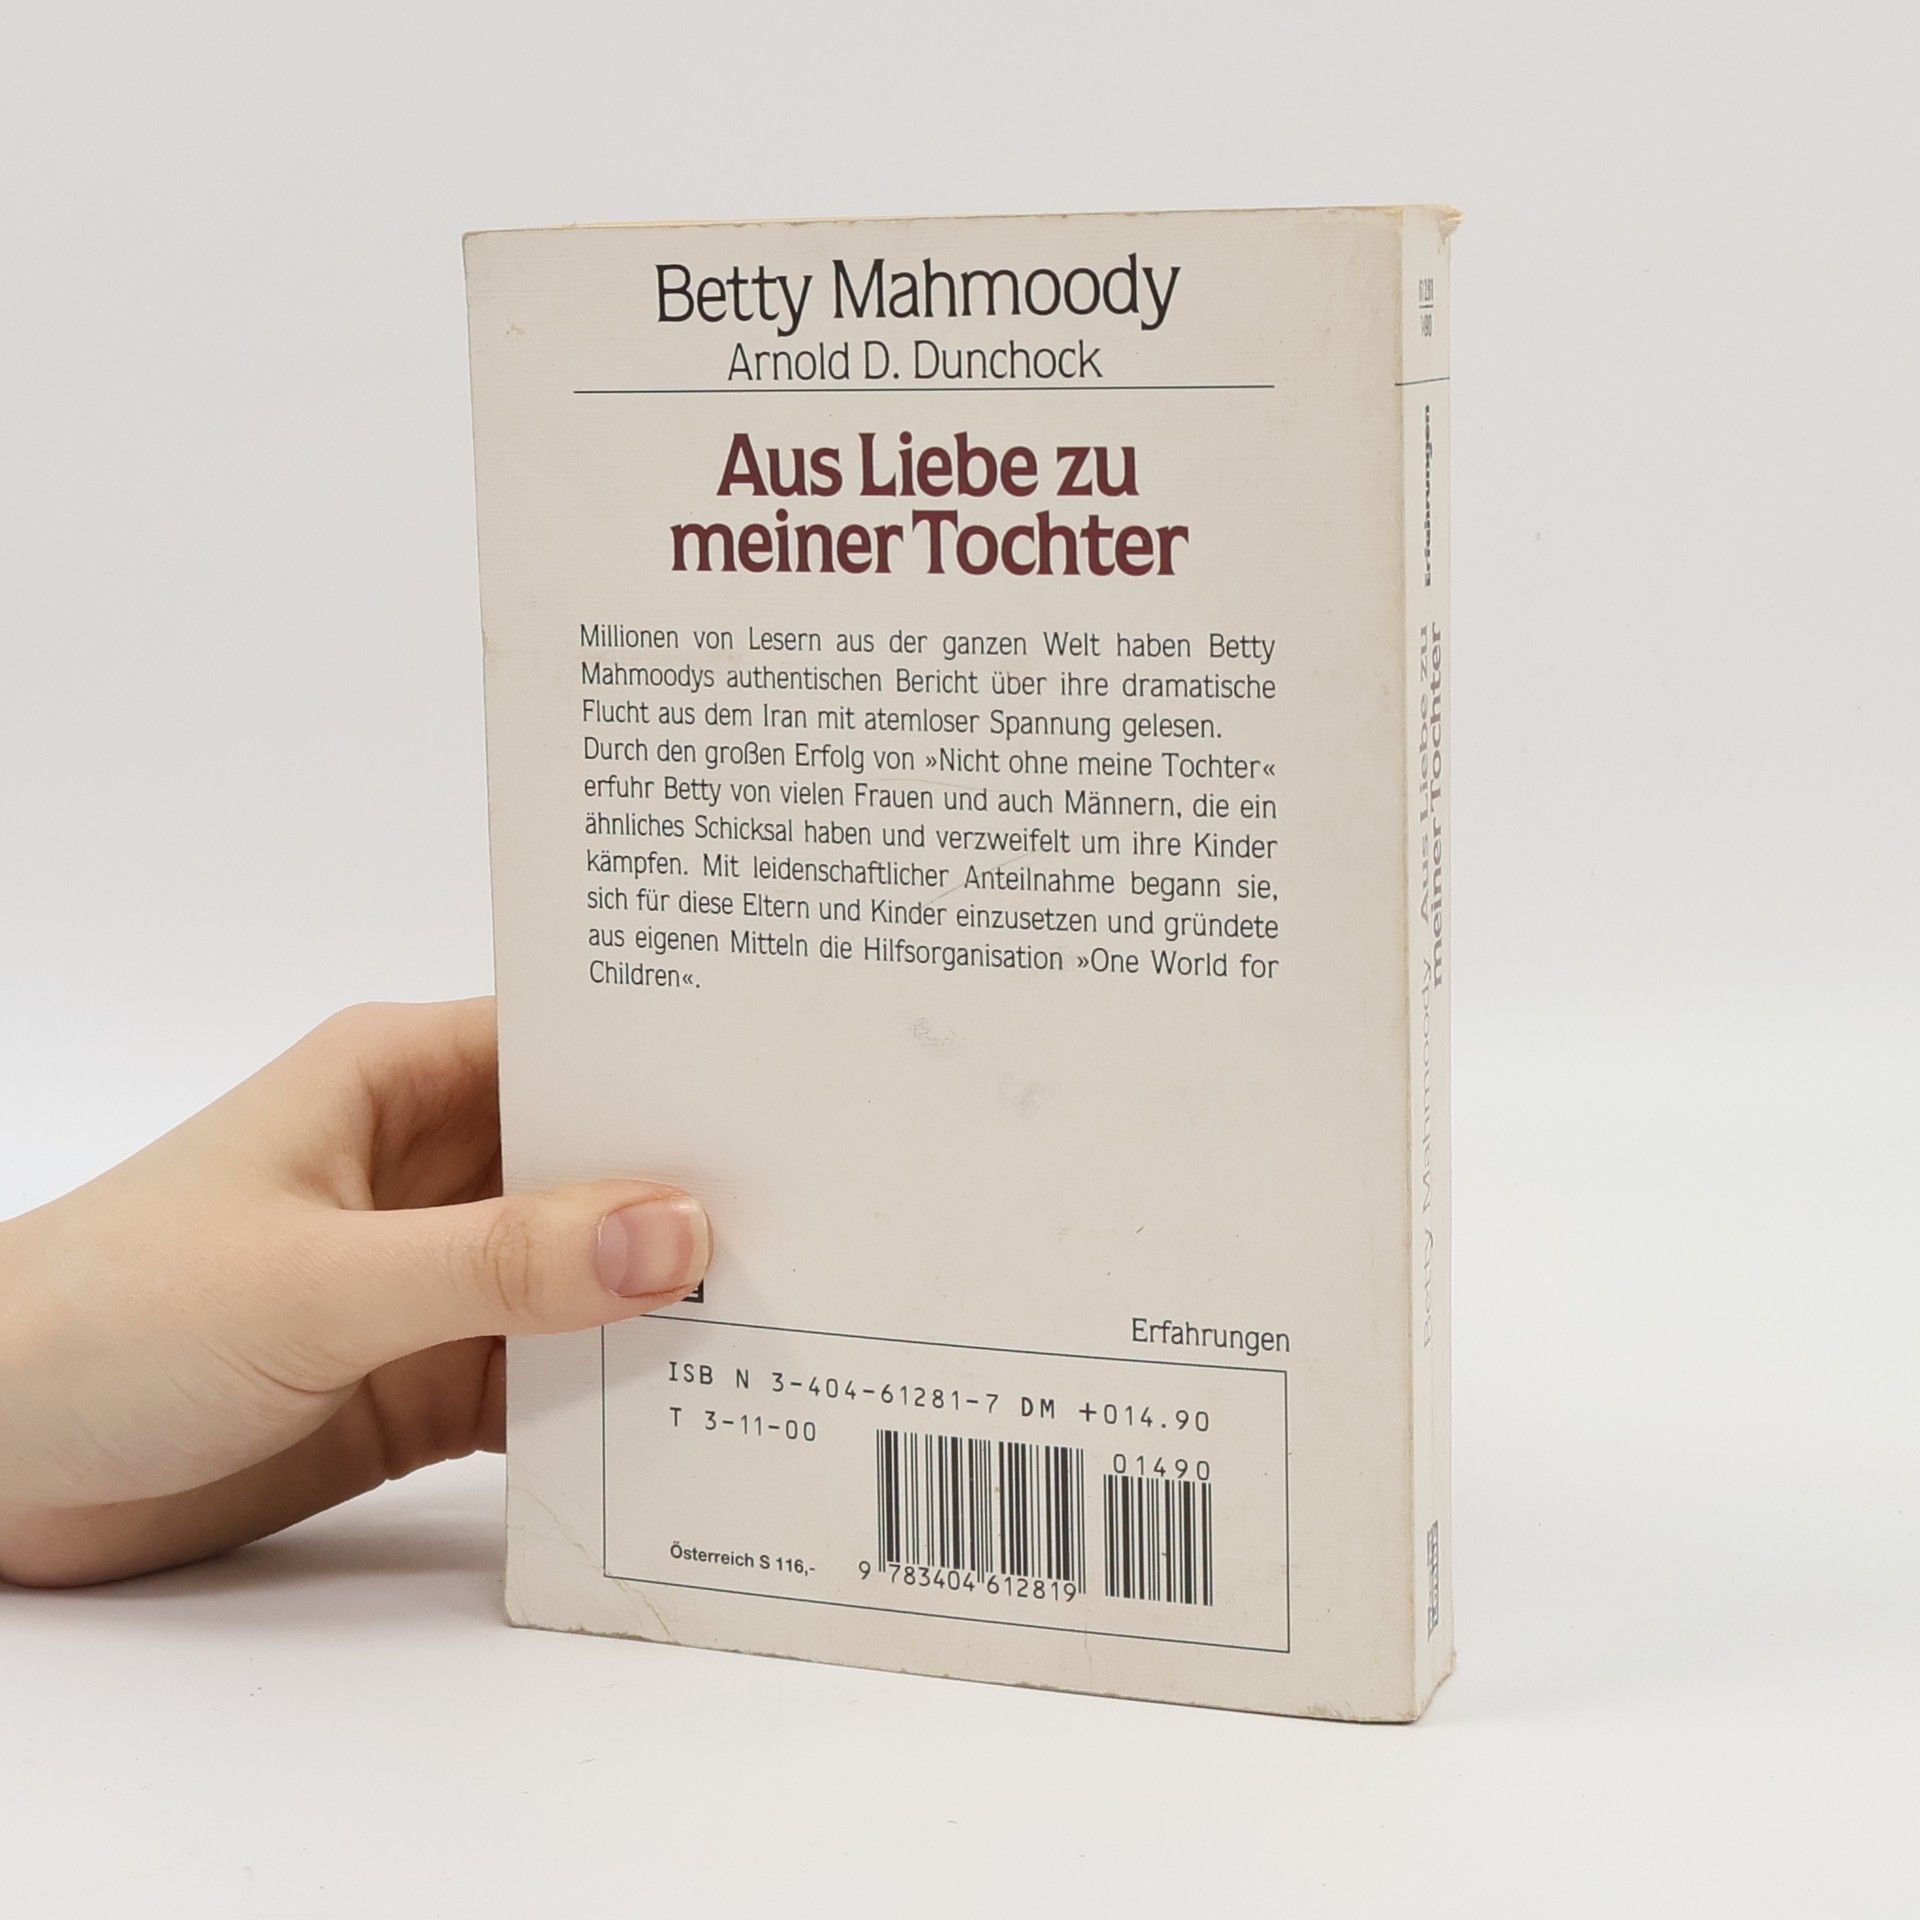 Betty Mahmoody
Arnold D. Dunchock
Aus Liebe zu
meiner Tochter
Millionen von Lesern aus der ganzen Welt haben Betty
Mahmoodys authentischen Bericht über ihre dramatische
Flucht aus dem Iran mit atemloser Spannung gelesen.
Durch den großen Erfolg von »Nicht ohne meine Tochter«
erfuhr Betty von vielen Frauen und auch Männern, die ein
ähnliches Schicksal haben und verzweifelt um ihre Kinder
kämpfen. Mit leidenschaftlicher Anteilnahme begann sie,
sich für diese Eltern und Kinder einzusetzen und gründete
aus eigenen Mitteln die Hilfsorganisation »One World for
Children«.
Erfahrungen
ISB N 3-404-61281-7 DM +014.90
T 3-11-00
01490
Österreich S 116,-
9 783404 612819
Erfahrungen
Betty Mahmoody Aus Liebe zu
meiner Tochter